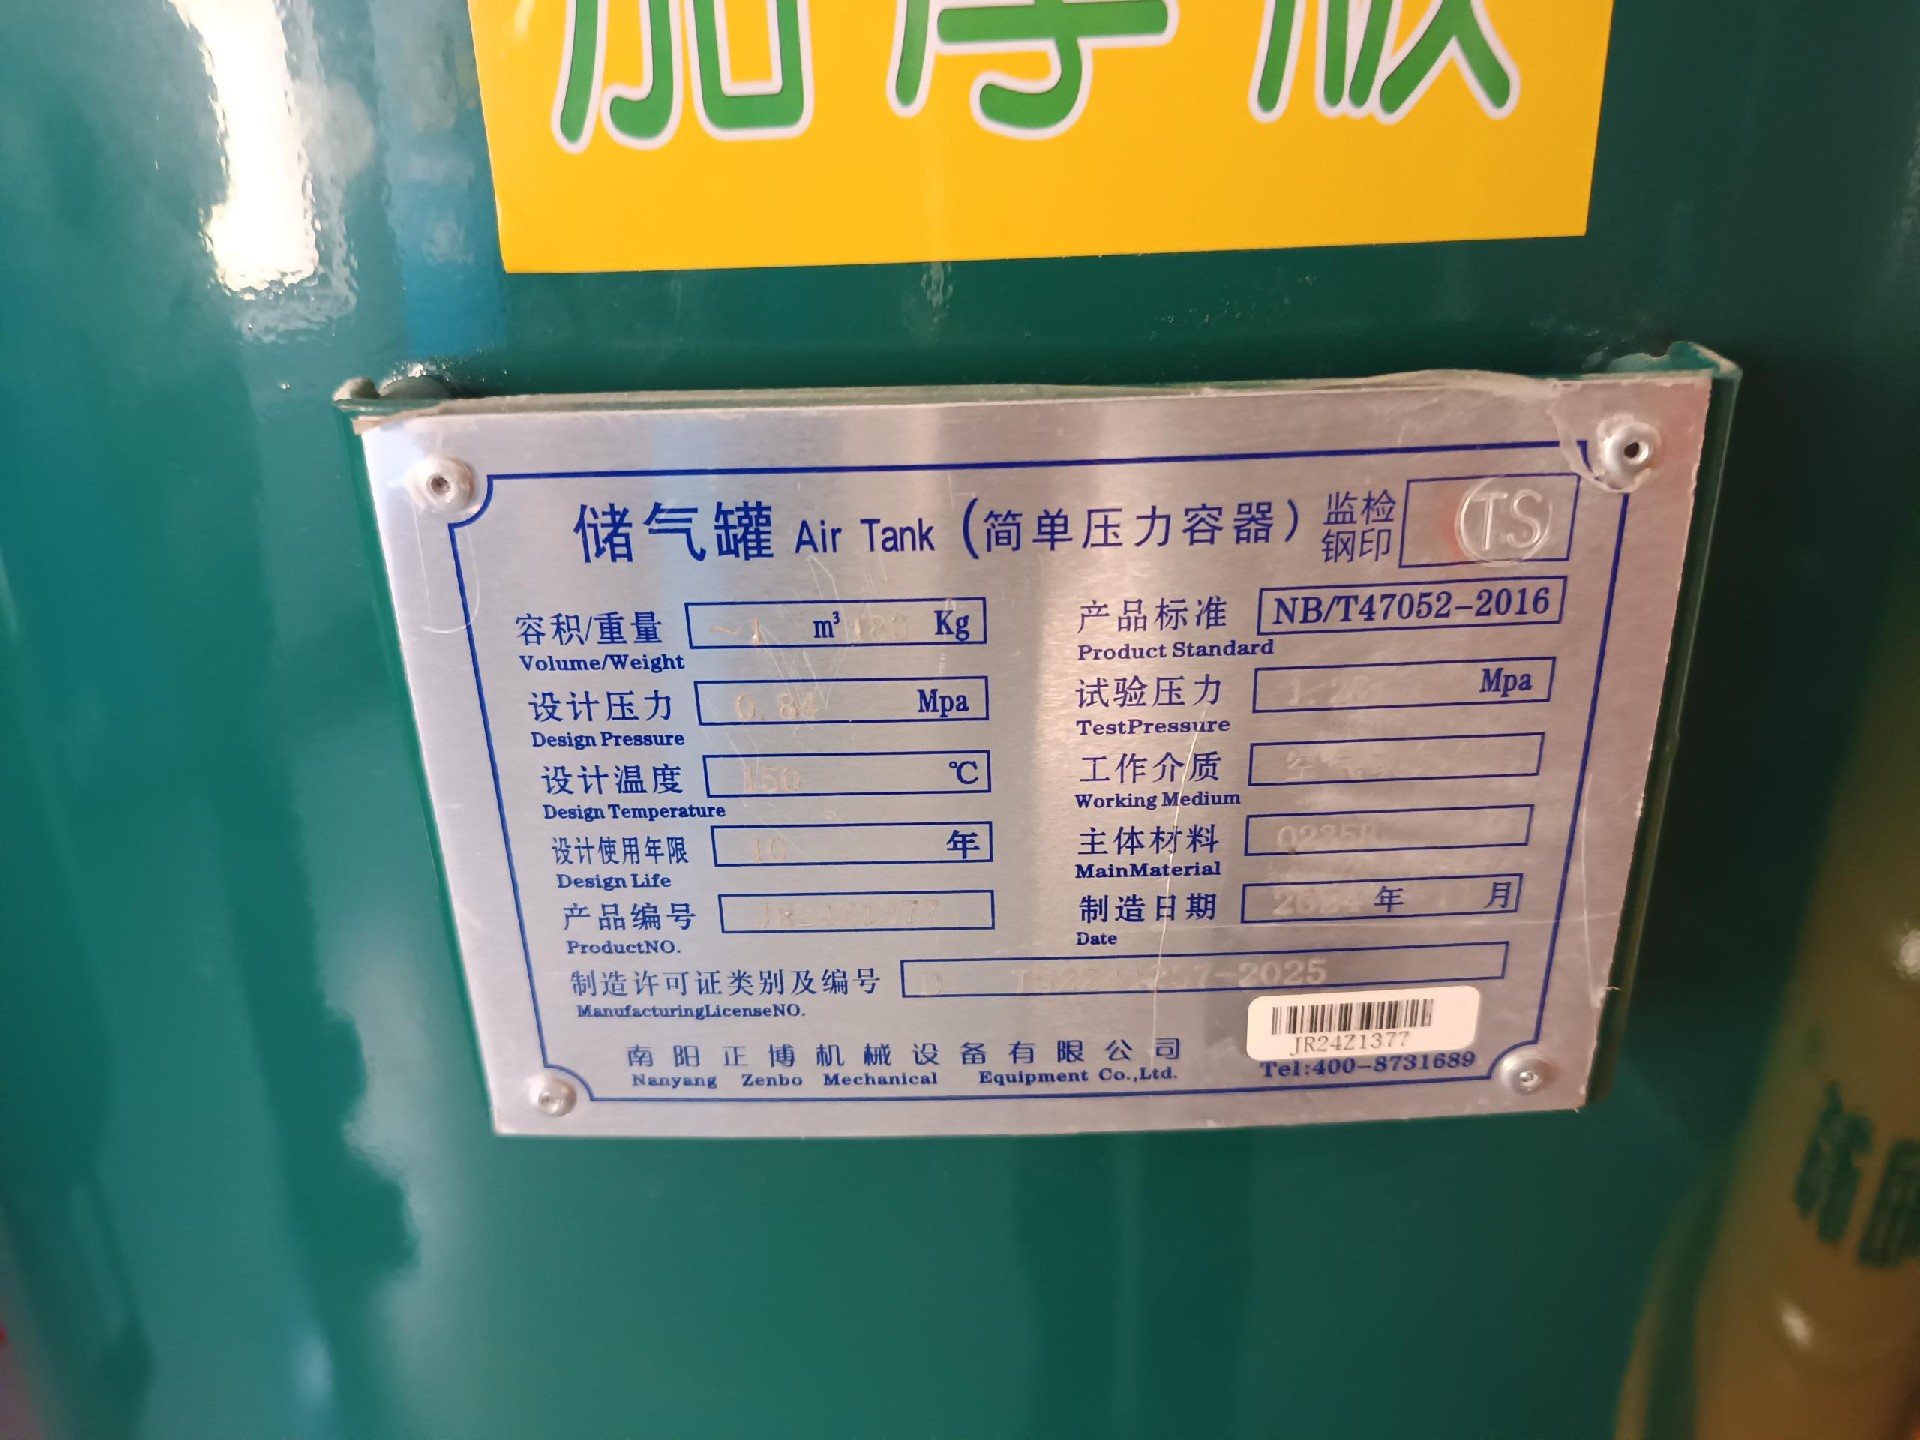 加厚版
储气罐 Air Tank (简单压力容器) 监检钢印 TS
容积/重量 m³ Kg
Volume/Weight
产品标准 NB/T47052-2016
Product Standard
设计压力 0.84 Mpa
Design Pressure
试验压力 Mpa
TestPressure
设计温度 150 ℃
Design Temperature
工作介质
Working Medium
设计使用年限 10 年
Design Life
主体材料
MainMaterial
产品编号 JR24Z1377
ProductNO.
制造日期 2024 年 月
Date
制造许可证类别及编号 D
ManufacturingLicenseNO.
JR24Z1377
南阳正博机械设备有限公司
Nanyang Zenbo Mechanical Equipment Co.,Ltd.
Tel:400-8731689